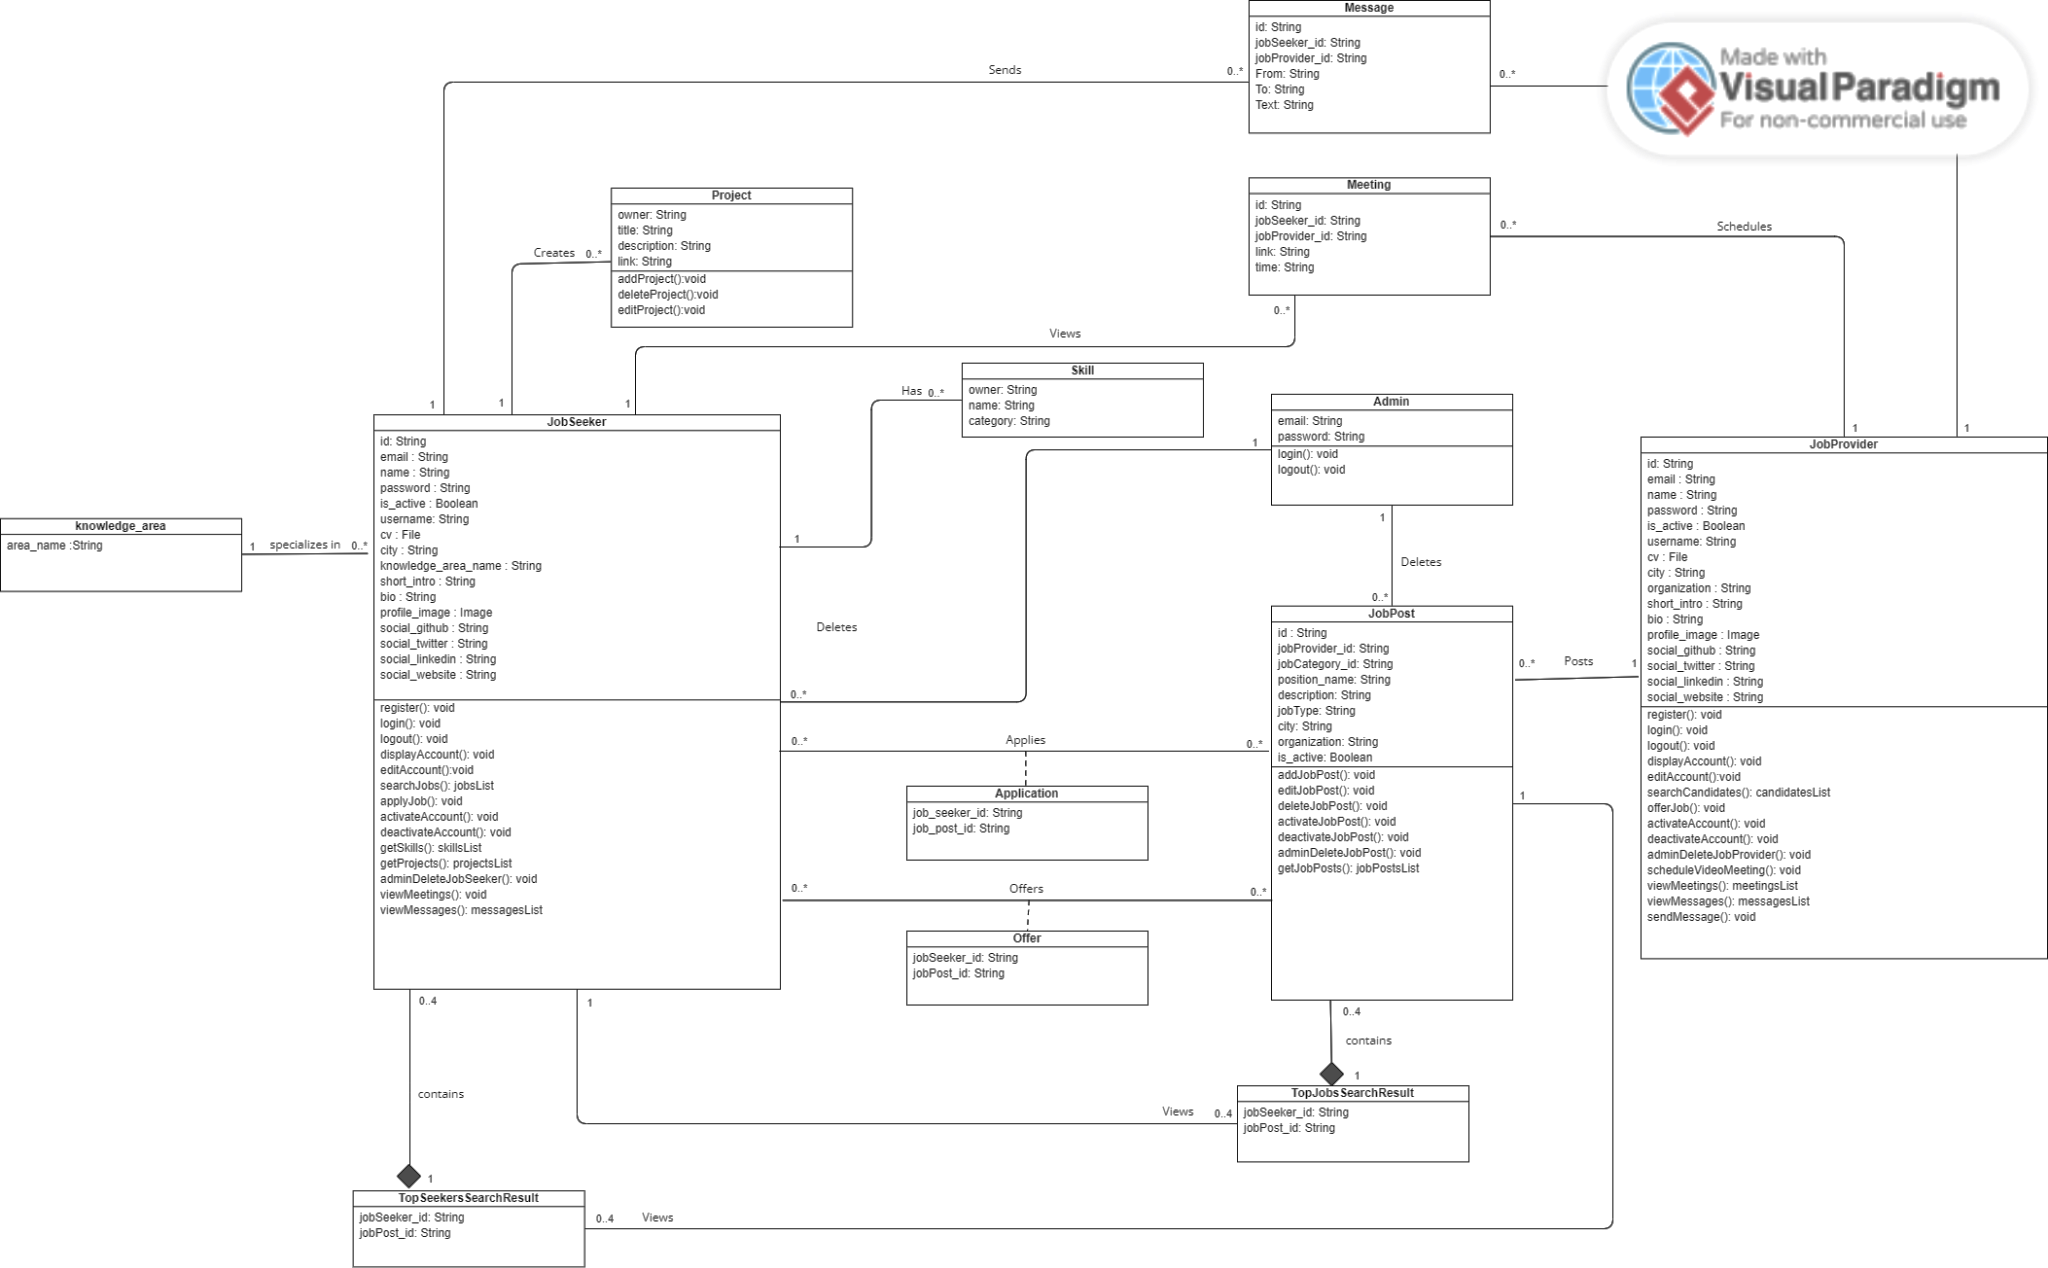 Message
id: String
jobSeeker_id: String
jobProvider_id: String
From: String
To: String
Text: String
Sends
0..*
0..*
Made with
Visual Paradigm
For non-commercial use
Project
owner: String
title: String
description: String
link: String
addProject():void
deleteProject():void
editProject():void
Creates
0..*
Meeting
id: String
jobSeeker_id: String
jobProvider_id: String
link: String
time: String
0..*
Schedules
0..*
Views
Skill
owner: String
name: String
category: String
Has
0..*
Admin
email: String
password: String
login(): void
logout(): void
1
1
1
1
1
1
1
JobSeeker
id: String
email : String
name : String
password : String
is_active : Boolean
username: String
cv : File
city : String
knowledge_area_name : String
short_intro : String
bio : String
profile_image : Image
social_github : String
social_twitter : String
social_linkedin : String
social_website : String
register(): void
login(): void
logout(): void
displayAccount(): void
editAccount():void
searchJobs(): jobsList
applyJob(): void
activateAccount(): void
deactivateAccount(): void
getSkills(): skillsList
getProjects(): projectsList
adminDeleteJobSeeker(): void
viewMeetings(): void
viewMessages(): messagesList
knowledge_area
area_name :String
1
specializes in
0..*
1
Deletes
0..*
Deletes
0..*
JobPost
id : String
jobProvider_id: String
jobCategory_id: String
position_name: String
description: String
jobType: String
city: String
organization: String
is_active: Boolean
addJobPost(): void
editJobPost(): void
deleteJobPost(): void
activateJobPost(): void
deactivateJobPost(): void
adminDeleteJobPost(): void
getJobPosts(): jobPostsList
0..*
Posts
1
JobProvider
id: String
email : String
name : String
password : String
is_active : Boolean
username: String
cv : File
city : String
organization : String
short_intro : String
bio : String
profile_image : Image
social_github : String
social_twitter : String
social_linkedin : String
social_website : String
register(): void
login(): void
logout(): void
displayAccount(): void
editAccount():void
searchCandidates(): candidatesList
offerJob(): void
activateAccount(): void
deactivateAccount(): void
adminDeleteJobProvider(): void
scheduleVideoMeeting(): void
viewMeetings(): meetingsList
viewMessages(): messagesList
sendMessage(): void
0..*
Applies
0..*
Application
job_seeker_id: String
job_post_id: String
1
0..*
Offers
0..*
Offer
jobSeeker_id: String
jobPost_id: String
0..4
1
0..4
contains
1
TopJobsSearchResult
jobSeeker_id: String
jobPost_id: String
Views
0..4
contains
1
TopSeekersSearchResult
jobSeeker_id: String
jobPost_id: String
0..4
Views